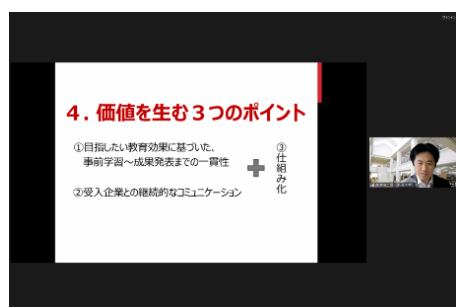 ４．価値を生む３つのポイント
①目指したい教育効果に基づいた、
事前学習～成果発表までの一貫性
②受入企業との継続的なコミュニケーション
③仕組み化